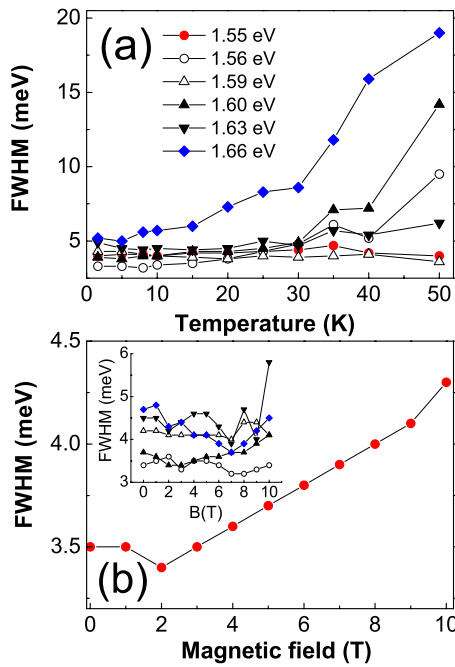 (a)
1.55 eV
1.56 eV
1.59 eV
1.60 eV
1.63 eV
1.66 eV
20
15
10
5
FWHM (meV)
0 10 20 30 40 50
Temperature (K)
6
5
4
3
FWHM (meV)
0 2 4 6 8 10
B(T)
4.5
4.0
3.5
FWHM (meV)
(b)
0 2 4 6 8 10
Magnetic field (T)